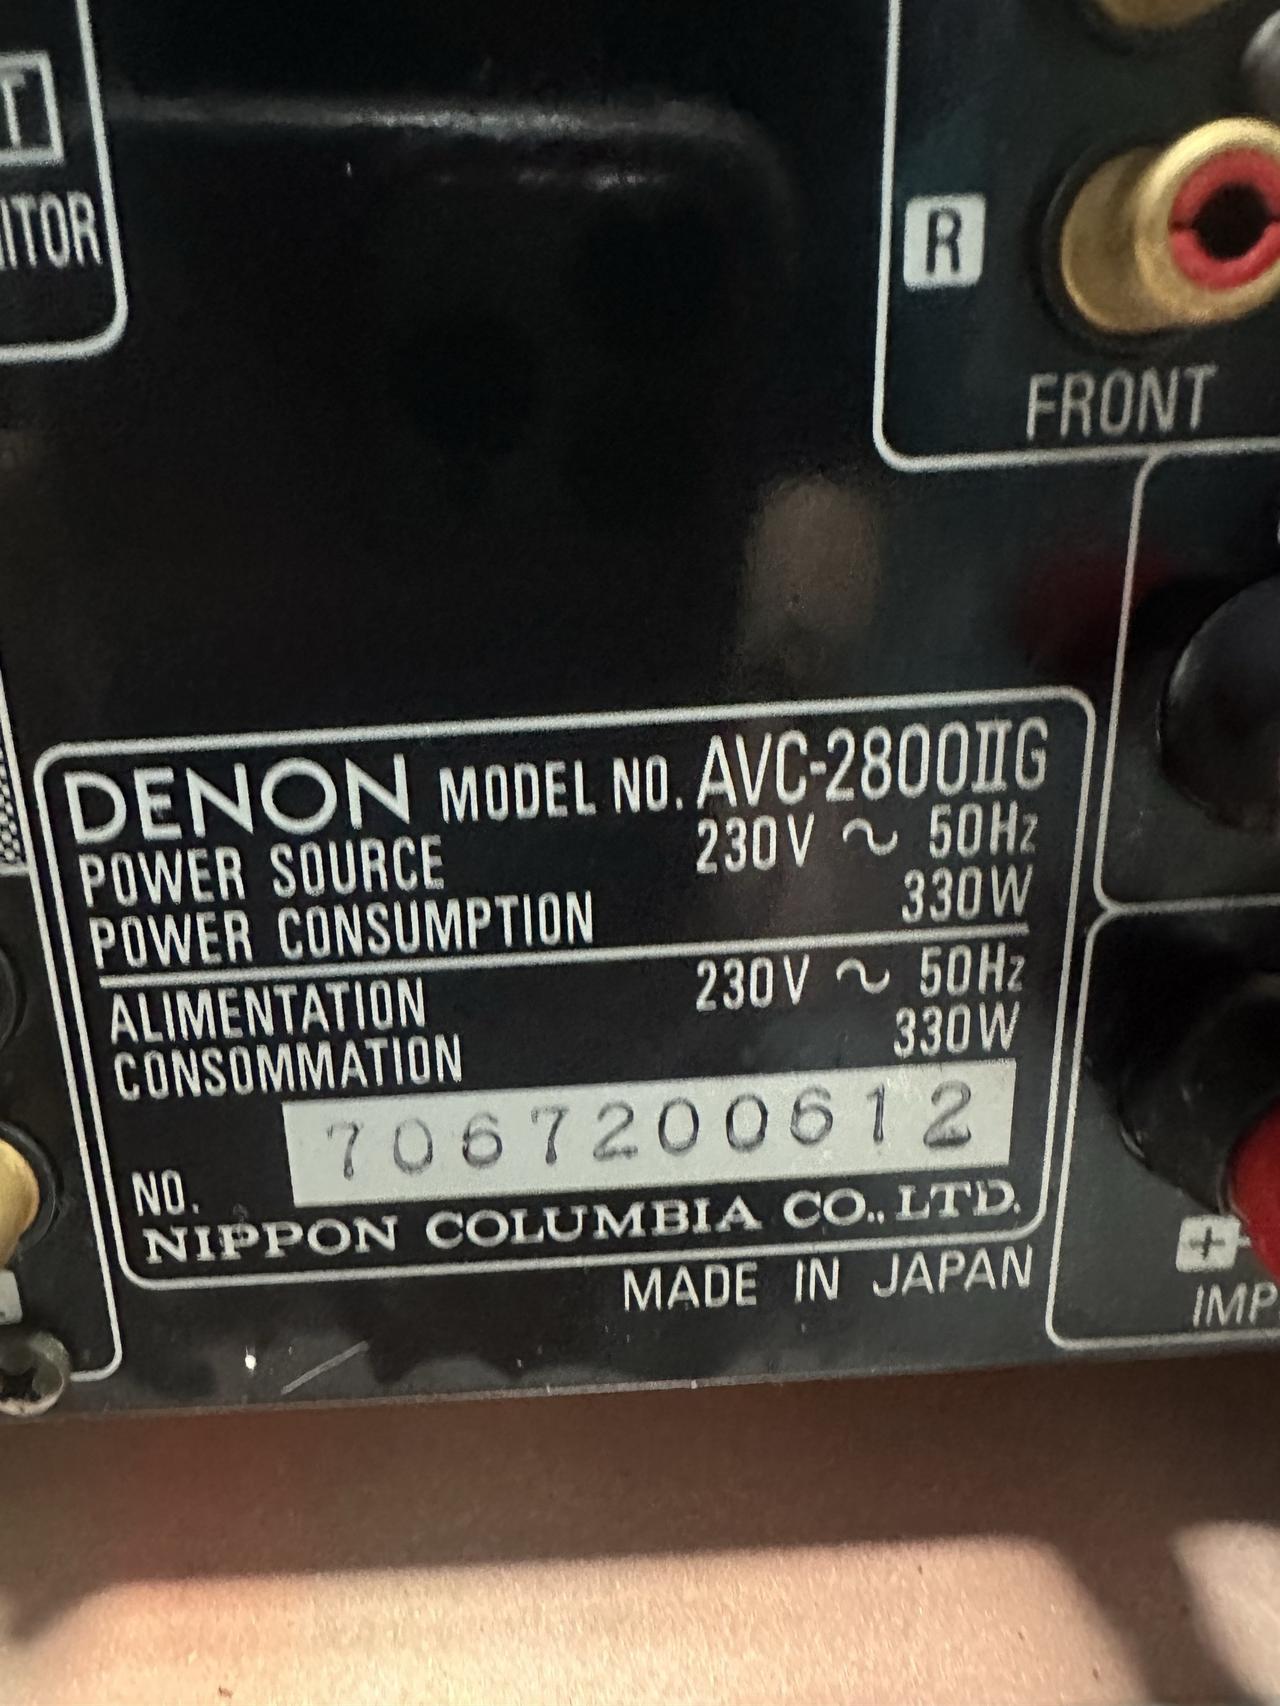 ITOR
R
FRONT
DENON MODEL NO. AVC-2800IIG
POWER SOURCE 230V ~ 50Hz
POWER CONSUMPTION 330W
ALIMENTATION 230V ~ 50Hz
CONSOMMATION 330W
NO. 7067200612
NIPPON COLUMBIA CO., LTD.
MADE IN JAPAN
+
IMP